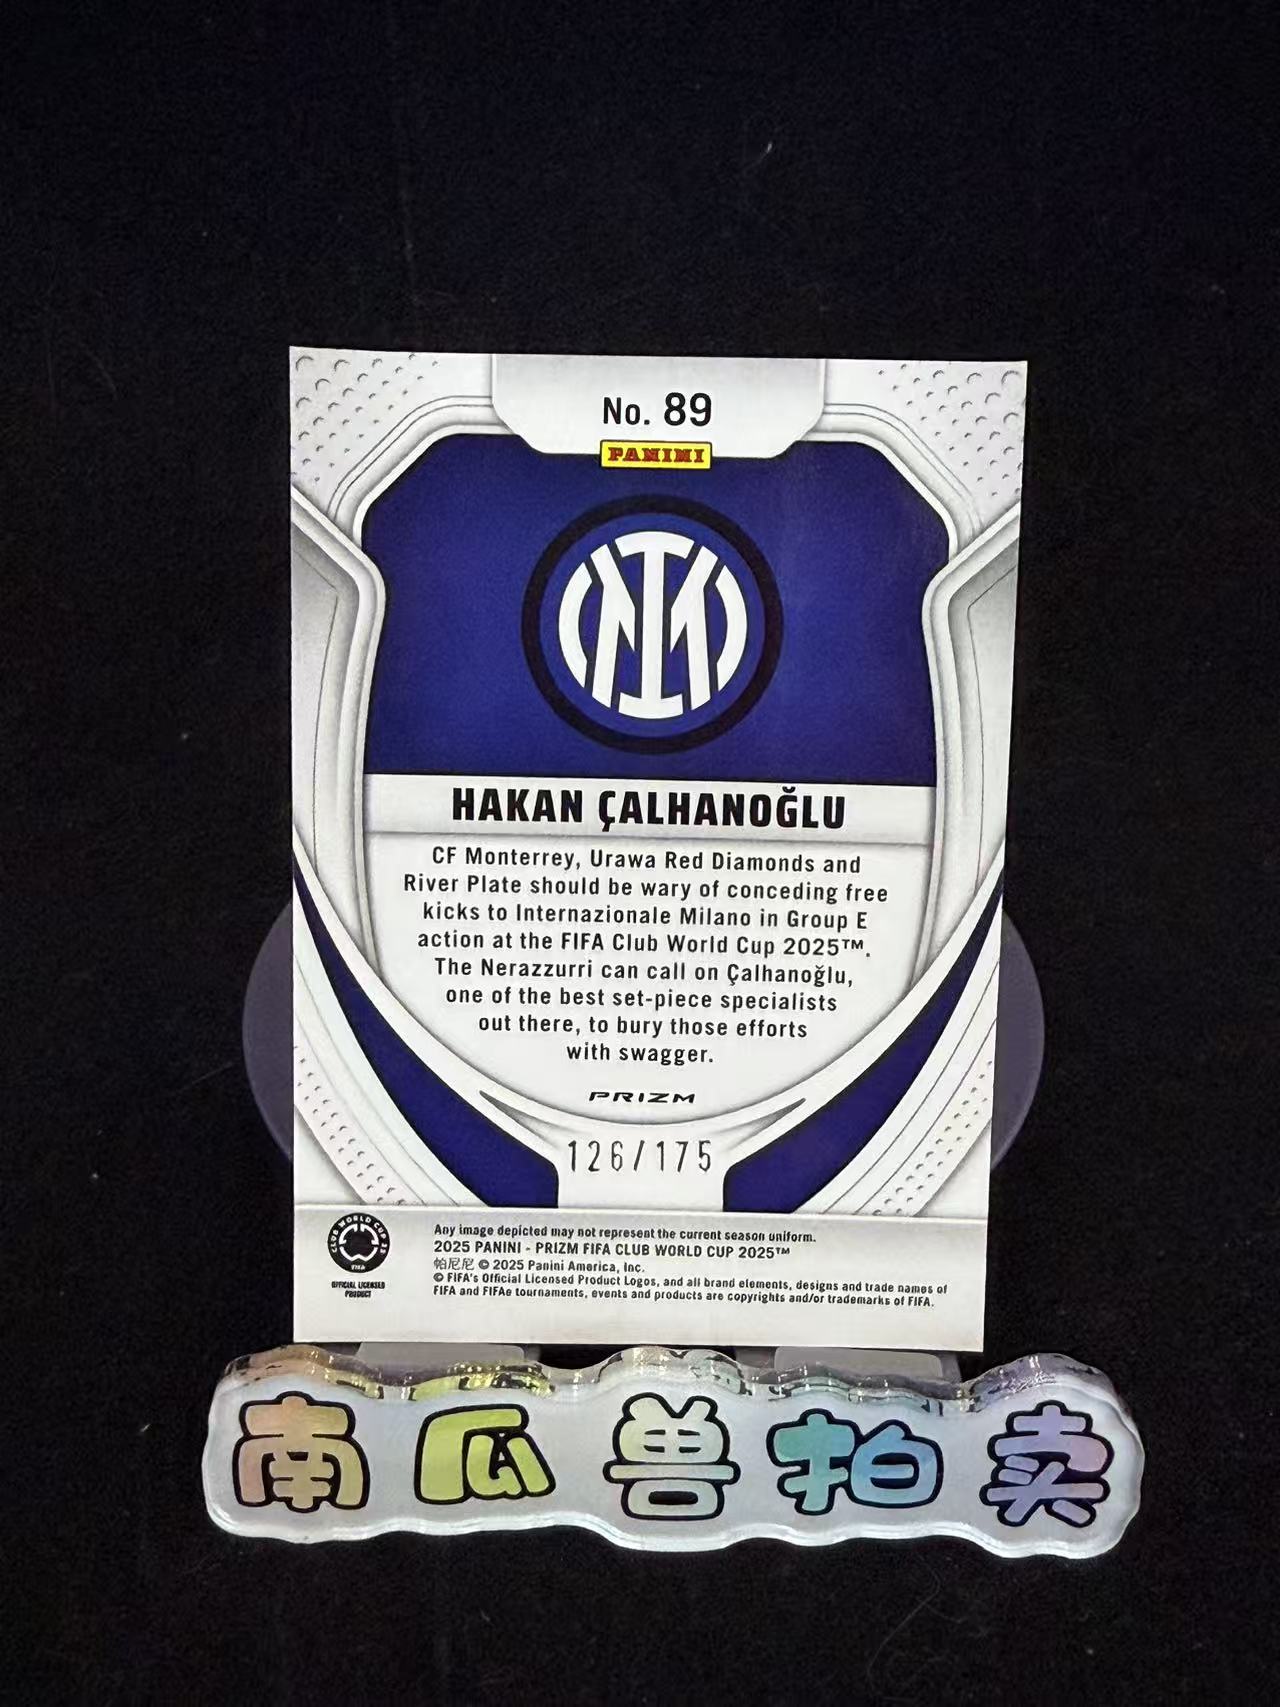 No. 89
PANINI
IM
HAKAN ÇALHANOĞLU
CF Monterrey, Urawa Red Diamonds and
River Plate should be wary of conceding free
kicks to Internazionale Milano in Group E
action at the FIFA Club World Cup 2025™.
The Nerazzurri can call on Çalhanoğlu,
one of the best set-piece specialists
out there, to bury those efforts
with swagger.
PRIZM
126/175
CLUB WORLD CUP 25
FIFA
OFFICIAL LICENSED
PRODUCT
Any image depicted may not represent the current season uniform.
2025 PANINI - PRIZM FIFA CLUB WORLD CUP 2025™
帕尼尼 © 2025 Panini America, Inc.
© FIFA's Official Licensed Product Logos, and all brand elements, designs and trade names of
FIFA and FIFAe tournaments, events and products are copyrights and/or trademarks of FIFA.
南瓜兽拍卖